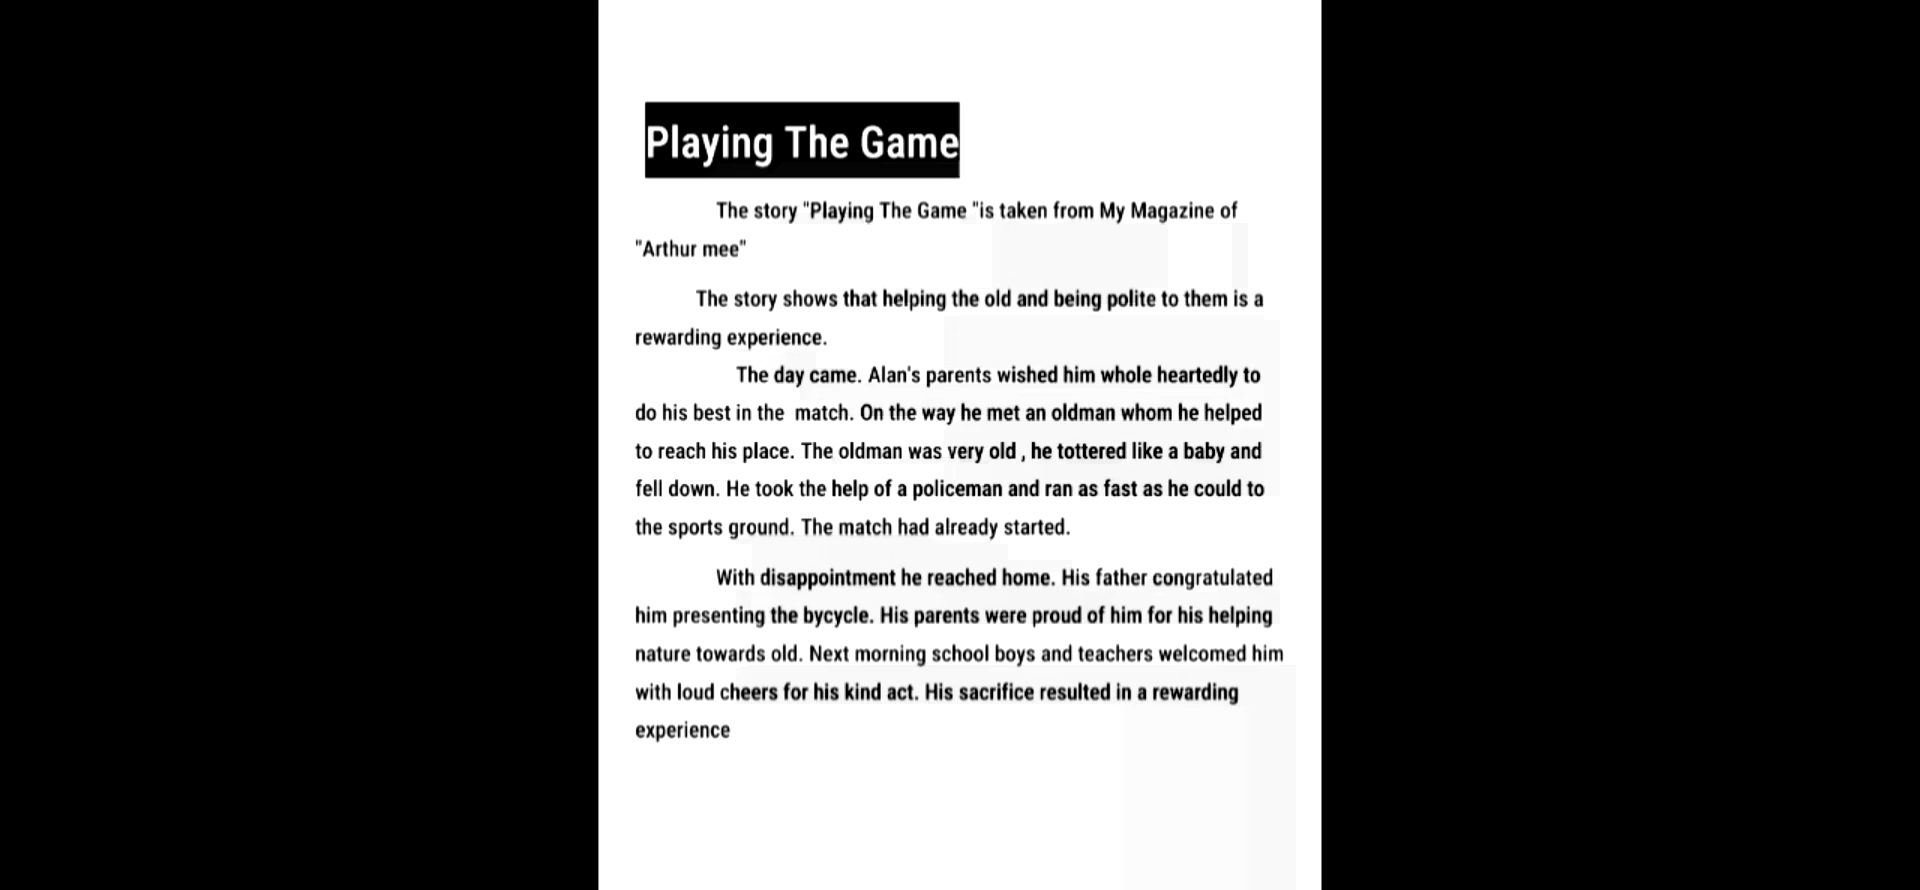 Playing The Game
The story "Playing The Game "is taken from My Magazine of
"Arthur mee"
The story shows that helping the old and being polite to them is a
rewarding experience.
The day came. Alan's parents wished him whole heartedly to
do his best in the match. On the way he met an oldman whom he helped
to reach his place. The oldman was very old , he tottered like a baby and
fell down. He took the help of a policeman and ran as fast as he could to
the sports ground. The match had already started.
With disappointment he reached home. His father congratulated
him presenting the bycycle. His parents were proud of him for his helping
nature towards old. Next morning school boys and teachers welcomed him
with loud cheers for his kind act. His sacrifice resulted in a rewarding
experience